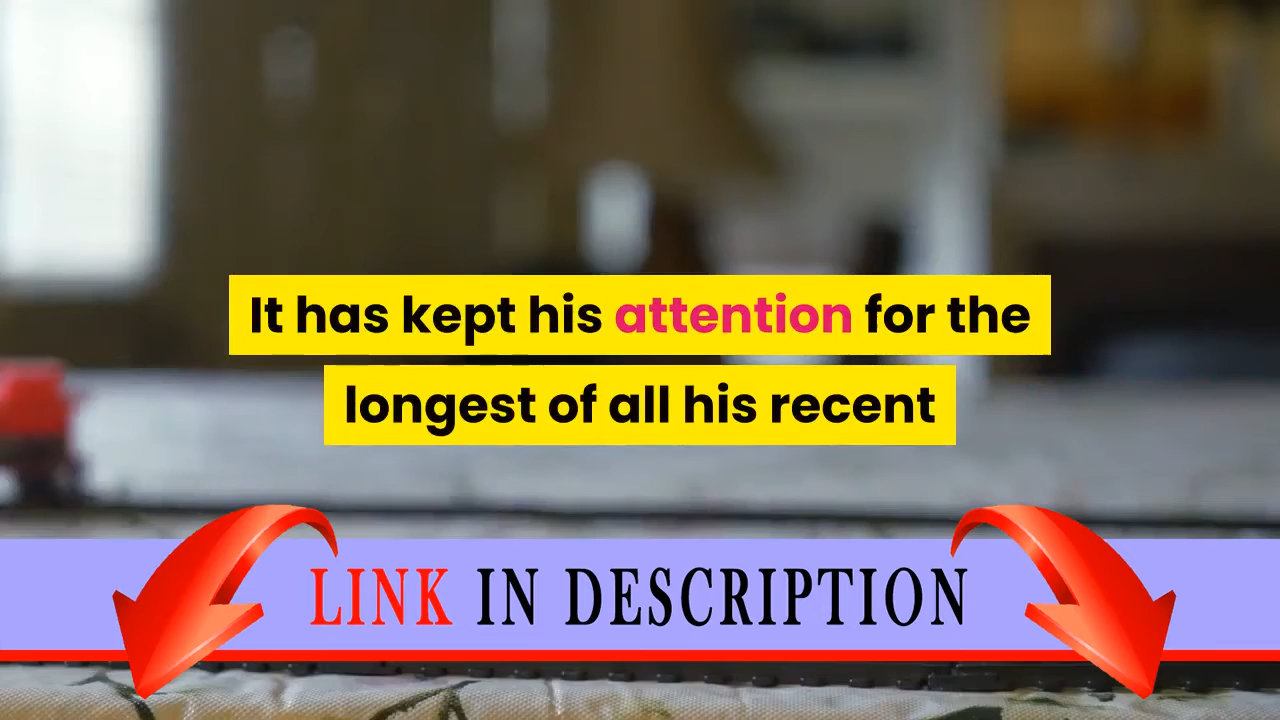 It has kept his attention for the
longest of all his recent
LINK IN DESCRIPTION